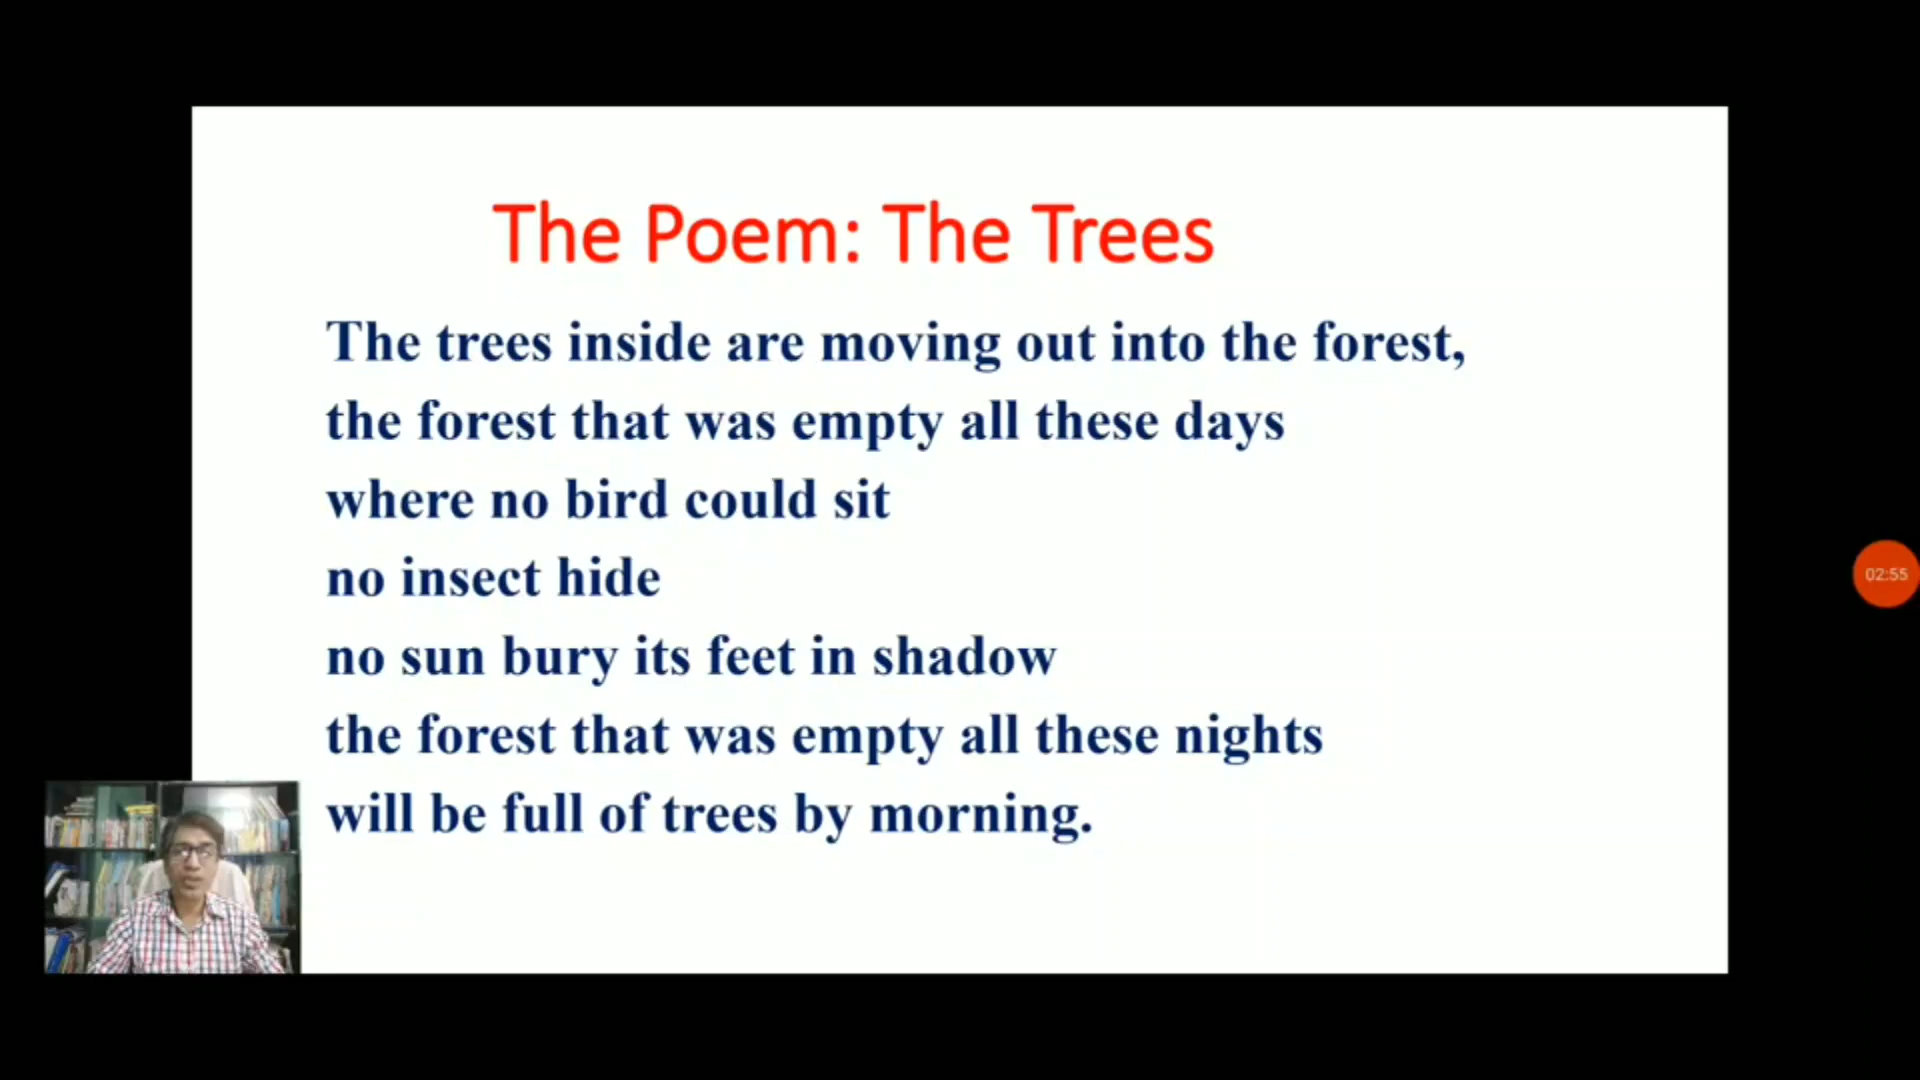 The Poem: The Trees
The trees inside are moving out into the forest,
the forest that was empty all these days
where no bird could sit
no insect hide
no sun bury its feet in shadow
the forest that was empty all these nights
will be full of trees by morning.
02:55